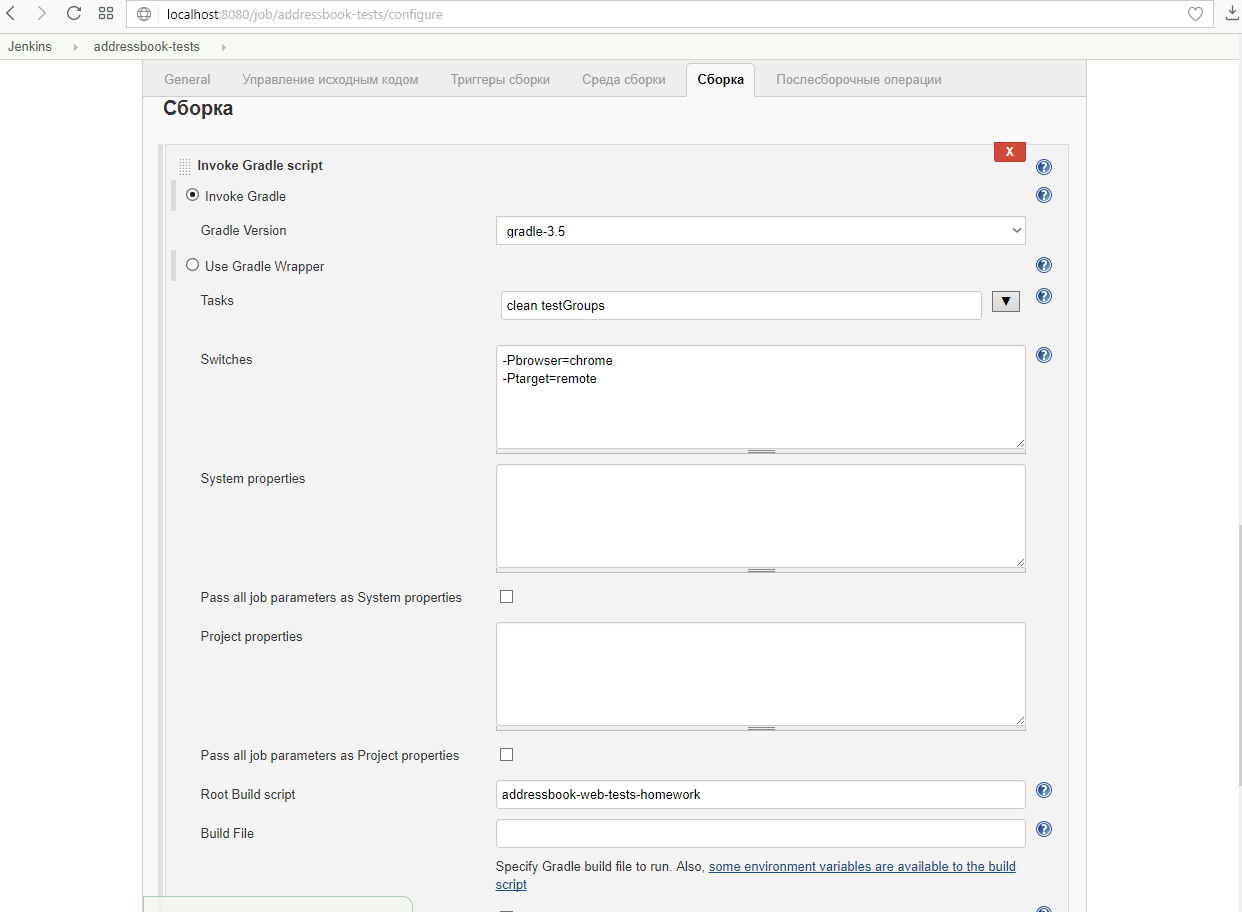 localhost:8080/job/addressbook-tests/configure
Jenkins addressbook-tests
General Управление исходным кодом Триггеры сборки Среда сборки Сборка Послесборочные операции
Сборка
Invoke Gradle script
X
Invoke Gradle
Gradle Version
gradle-3.5
Use Gradle Wrapper
Tasks
clean testGroups
Switches
-Pbrowser=chrome
-Ptarget=remote
System properties
Pass all job parameters as System properties
Project properties
Pass all job parameters as Project properties
Root Build script
addressbook-web-tests-homework
Build File
Specify Gradle build file to run. Also, some environment variables are available to the build
script